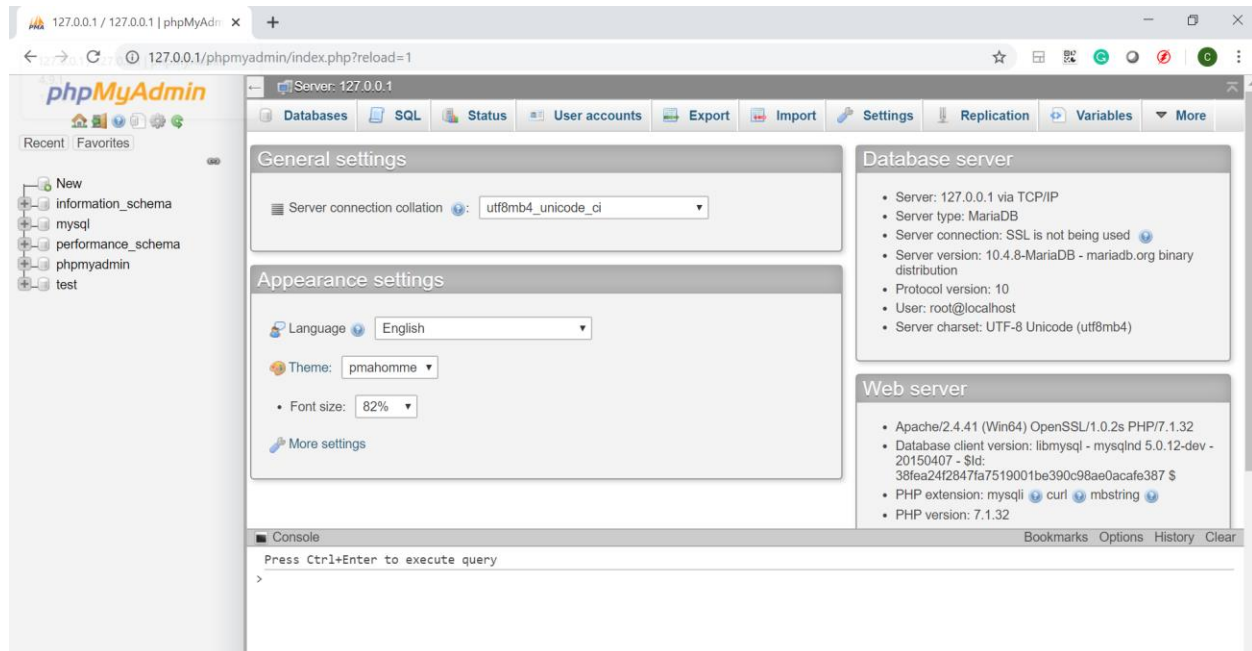 127.0.0.1 / 127.0.0.1 | phpMyAdm
127.0.0.1/phpmyadmin/index.php?reload=1
C
phpMyAdmin
Recent Favorites
New
information_schema
mysql
performance_schema
phpmyadmin
test
Server: 127.0.0.1
Databases SQL Status User accounts Export Import Settings Replication Variables More
General settings
Server connection collation : utf8mb4_unicode_ci
Appearance settings
Language English
Theme: pmahomme
• Font size: 82%
More settings
Database server
• Server: 127.0.0.1 via TCP/IP
• Server type: MariaDB
• Server connection: SSL is not being used
• Server version: 10.4.8-MariaDB - mariadb.org binary
distribution
• Protocol version: 10
• User: root@localhost
• Server charset: UTF-8 Unicode (utf8mb4)
Web server
• Apache/2.4.41 (Win64) OpenSSL/1.0.2s PHP/7.1.32
• Database client version: libmysql - mysqlnd 5.0.12-dev -
20150407 - $Id:
38fea24f2847fa7519001be390c98ae0acafe387 $
• PHP extension: mysqli curl mbstring
• PHP version: 7.1.32
Console Bookmarks Options History Clear
Press Ctrl+Enter to execute query
>